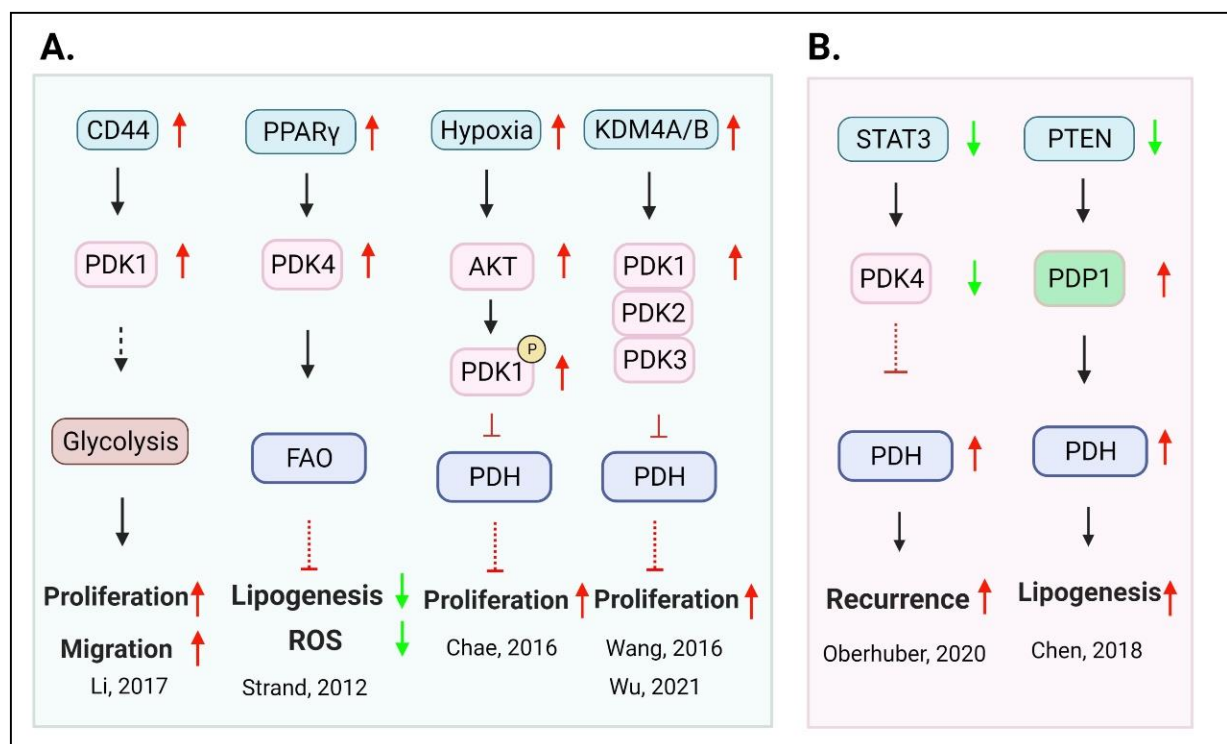 A.
CD44
PDK1
Glycolysis
Proliferation
Migration
Li, 2017
PPARγ
PDK4
FAO
Lipogenesis
ROS
Strand, 2012
Hypoxia
AKT
P
PDK1
PDH
Proliferation
Chae, 2016
KDM4A/B
PDK1
PDK2
PDK3
PDH
Proliferation
Wang, 2016
Wu, 2021
B.
STAT3
PDK4
PDH
Recurrence
Oberhuber, 2020
PTEN
PDP1
PDH
Lipogenesis
Chen, 2018